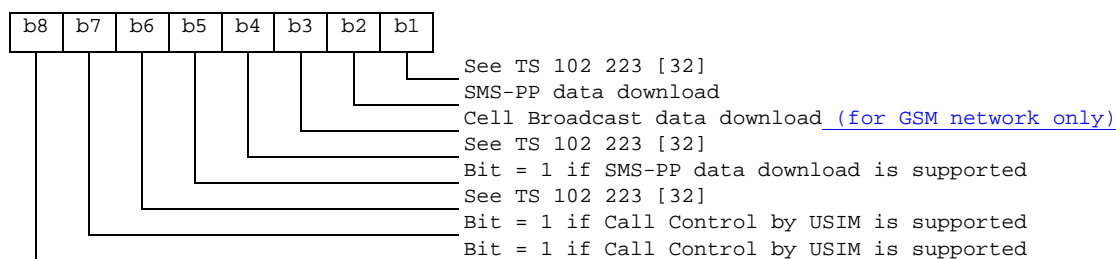 b8 b7 b6 b5 b4 b3 b2 b1
See TS 102 223 [32]
SMS-PP data download
Cell Broadcast data download (for GSM network only)
See TS 102 223 [32]
Bit = 1 if SMS-PP data download is supported
See TS 102 223 [32]
Bit = 1 if Call Control by USIM is supported
Bit = 1 if Call Control by USIM is supported